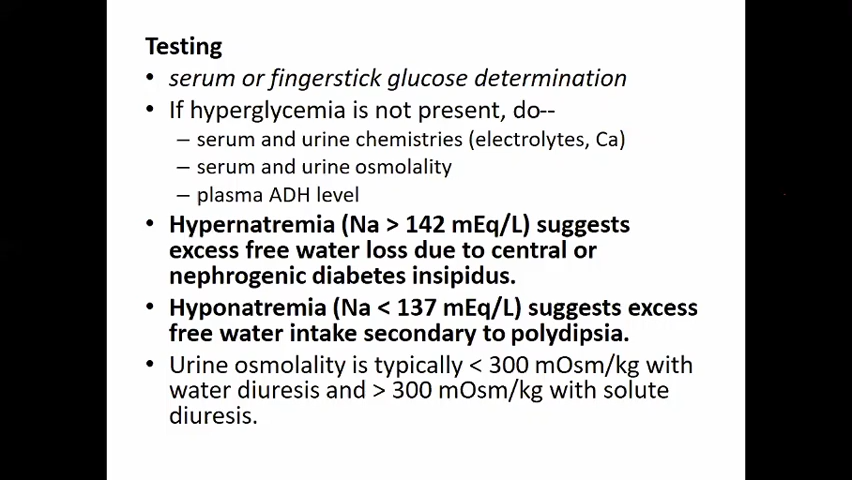 Testing
• serum or fingerstick glucose determination
• If hyperglycemia is not present, do--
– serum and urine chemistries (electrolytes, Ca)
– serum and urine osmolality
– plasma ADH level
• Hypernatremia (Na > 142 mEq/L) suggests
excess free water loss due to central or
nephrogenic diabetes insipidus.
• Hyponatremia (Na < 137 mEq/L) suggests excess
free water intake secondary to polydipsia.
• Urine osmolality is typically < 300 mOsm/kg with
water diuresis and > 300 mOsm/kg with solute
diuresis.